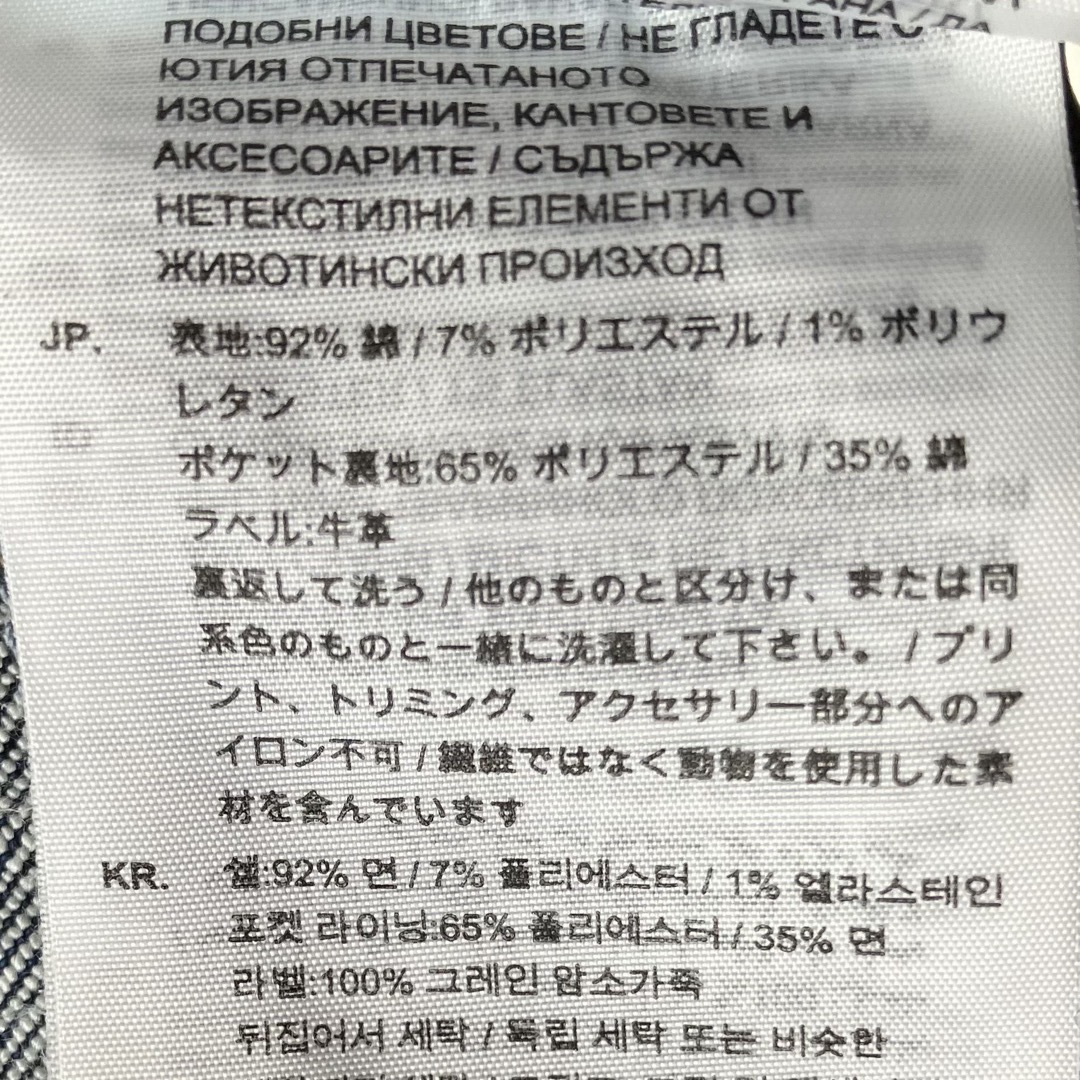 ПОДОБНИ ЦВЕТОВЕ / НЕ ГЛАДЕТЕ С
ЮТИЯ ОТПЕЧАТАНОТО
ИЗОБРАЖЕНИЕ, КАНТОВЕТЕ И
АКСЕСОАРИТЕ / СЪДЪРЖА
НЕТЕКСТИЛНИ ЕЛЕМЕНТИ ОТ
ЖИВОТИНСКИ ПРОИЗХОД
JP. 表地:92% 綿 / 7% ポリエステル / 1% ポリウ
レタン
ポケット裏地:65% ポリエステル / 35% 綿
ラベル:牛革
裏返して洗う / 他のものと区分け、または同
系色のものと一緒に洗濯して下さい。 / プリ
ント、トリミング、アクセサリー部分へのア
イロン不可 / 繊維ではなく動物を使用した素
材を含んでいます
KR. 쉘:92% 면 / 7% 폴리에스터 / 1% 엘라스테인
포켓 라이닝:65% 폴리에스터 / 35% 면
라벨:100% 그레인 암소가죽
뒤집어서 세탁 / 독립 세탁 또는 비슷한